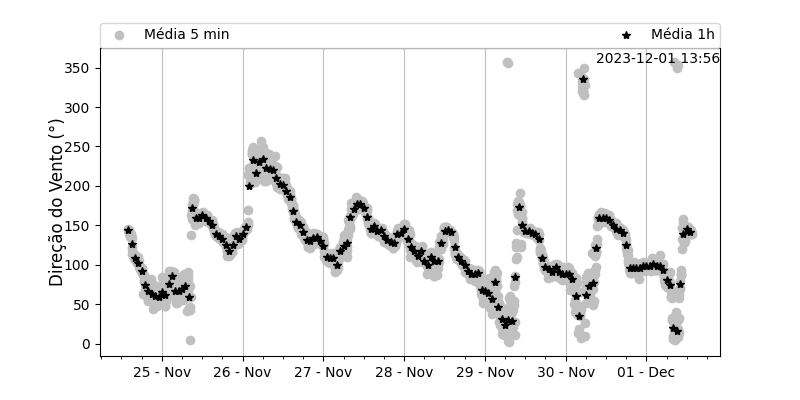 Média 5 min
Média 1h
2023-12-01 13:56
Direção do Vento (°)
350
300
250
200
150
100
50
0
25 - Nov
26 - Nov
27 - Nov
28 - Nov
29 - Nov
30 - Nov
01 - Dec